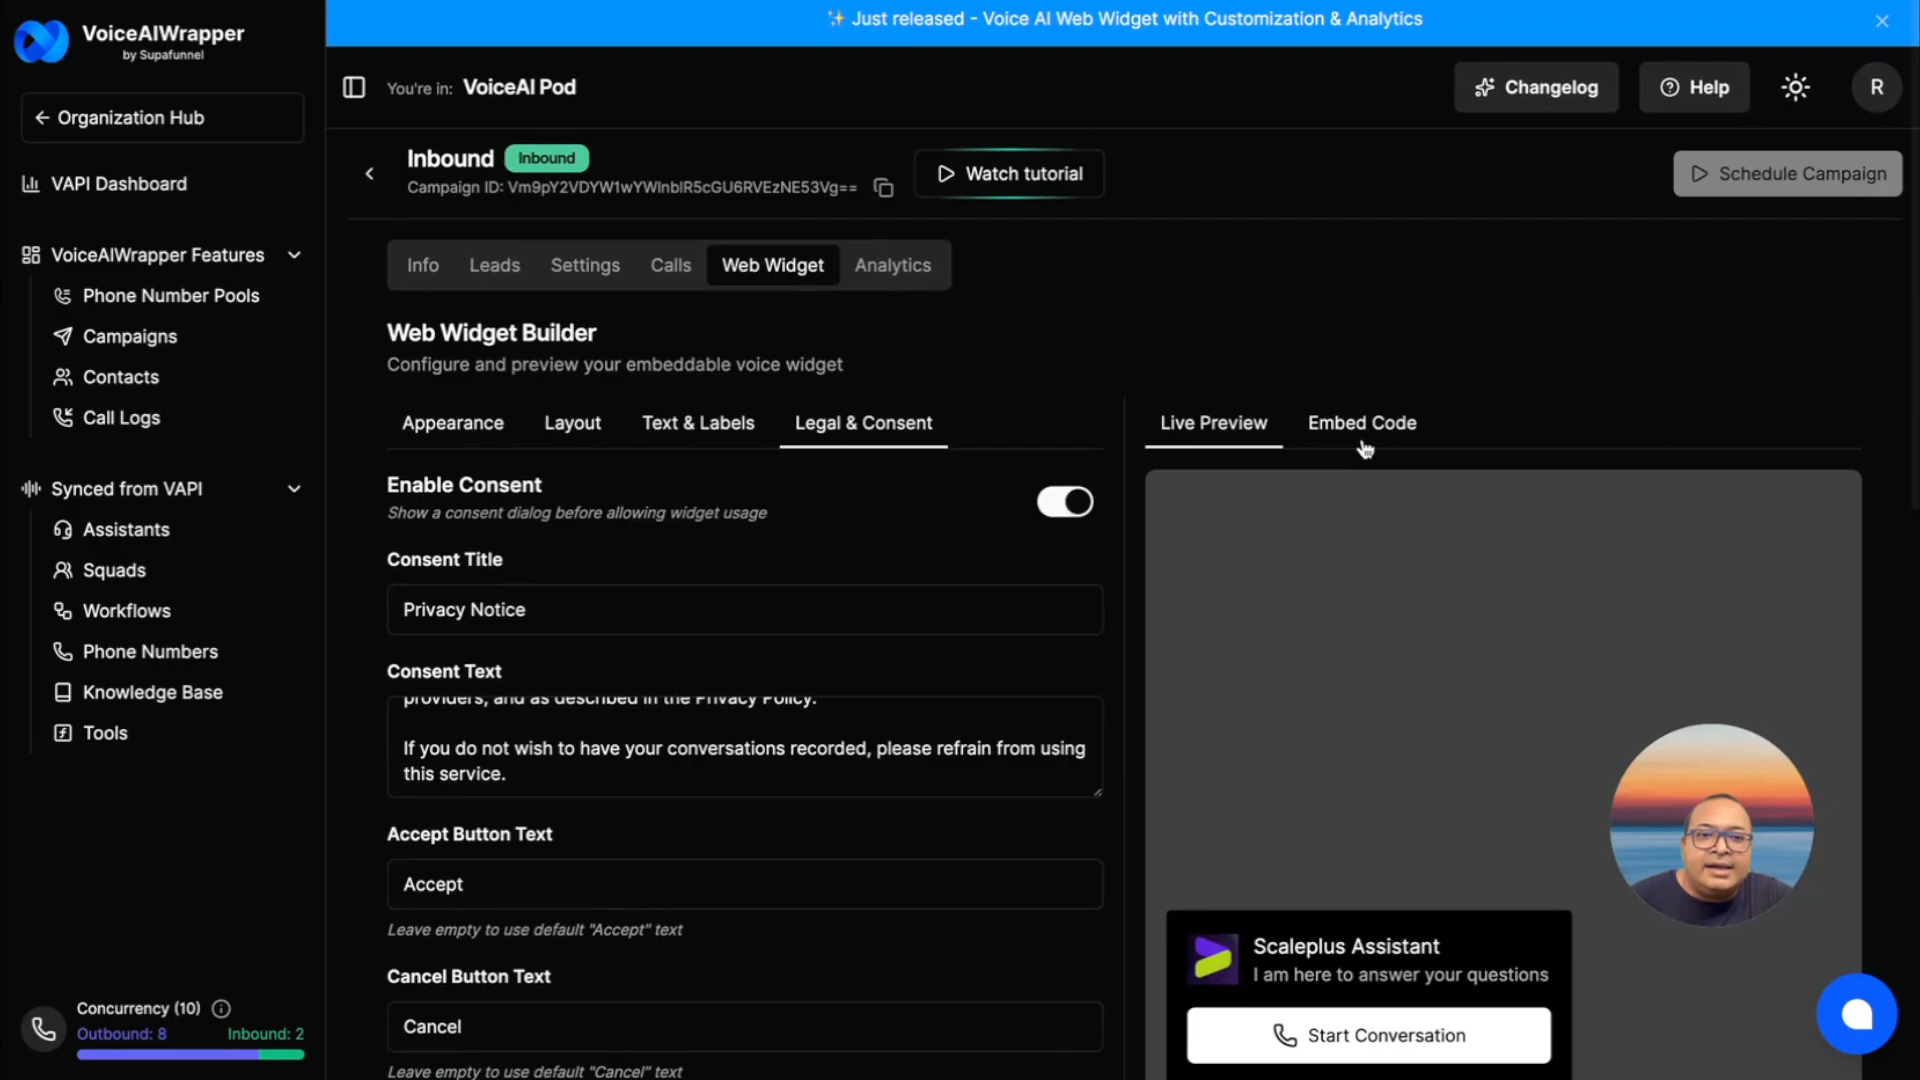 VoiceAIWrapper
by Supafunnel
Organization Hub
VAPI Dashboard
VoiceAIWrapper Features
Phone Number Pools
Campaigns
Contacts
Call Logs
Synced from VAPI
Assistants
Squads
Workflows
Phone Numbers
Knowledge Base
Tools
Concurrency (10)
Outbound: 8
Inbound: 2
✨ Just released - Voice AI Web Widget with Customization & Analytics
You're in: VoiceAI Pod
Changelog
Help
R
Inbound
Inbound
Campaign ID: Vm9pY2VDYW1wYWlnblR5cGU6RVEzNE53Vg==
Watch tutorial
Schedule Campaign
Info
Leads
Settings
Calls
Web Widget
Analytics
Web Widget Builder
Configure and preview your embeddable voice widget
Appearance
Layout
Text & Labels
Legal & Consent
Enable Consent
Show a consent dialog before allowing widget usage
Consent Title
Privacy Notice
Consent Text
providers, and as described in the Privacy Policy.
If you do not wish to have your conversations recorded, please refrain from using
this service.
Accept Button Text
Accept
Leave empty to use default "Accept" text
Cancel Button Text
Cancel
Leave empty to use default "Cancel" text
Live Preview
Embed Code
Scaleplus Assistant
I am here to answer your questions
Start Conversation